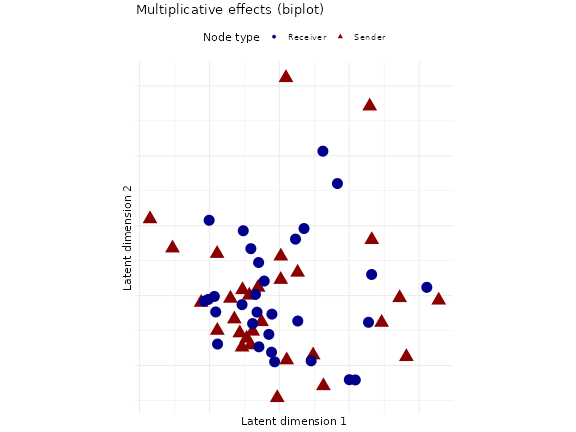 Multiplicative effects (biplot)
Node type Receiver Sender
Latent dimension 2
Latent dimension 1